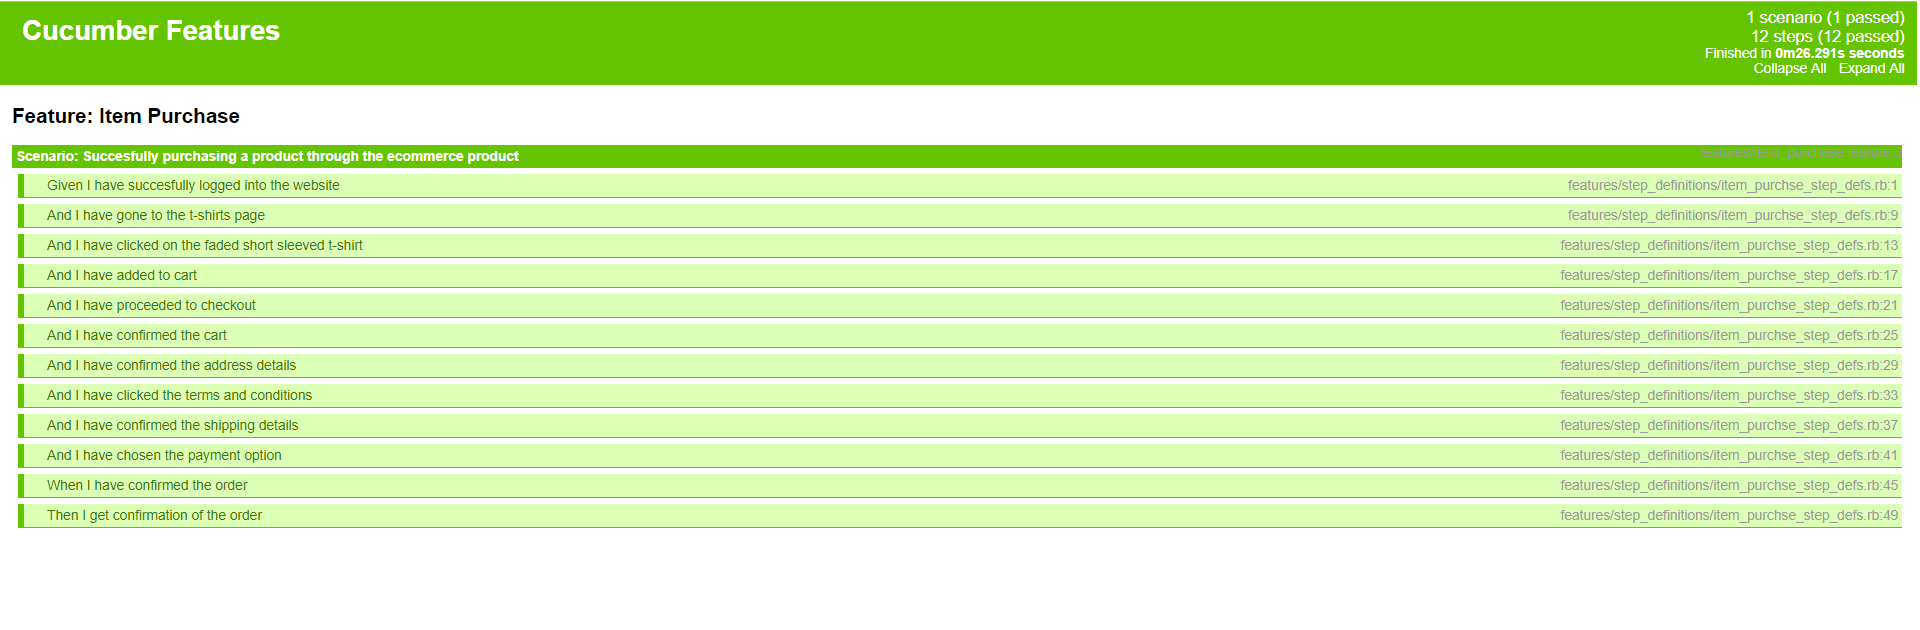 Cucumber Features
1 scenario (1 passed)
12 steps (12 passed)
Finished in 0m26.291s seconds
Collapse All Expand All
Feature: Item Purchase
Scenario: Succesfully purchasing a product through the ecommerce product
Given I have succesfully logged into the website features/step_definitions/item_purchse_step_defs.rb:1
And I have gone to the t-shirts page features/step_definitions/item_purchse_step_defs.rb:9
And I have clicked on the faded short sleeved t-shirt features/step_definitions/item_purchse_step_defs.rb:13
And I have added to cart features/step_definitions/item_purchse_step_defs.rb:17
And I have proceeded to checkout features/step_definitions/item_purchse_step_defs.rb:21
And I have confirmed the cart features/step_definitions/item_purchse_step_defs.rb:25
And I have confirmed the address details features/step_definitions/item_purchse_step_defs.rb:29
And I have clicked the terms and conditions features/step_definitions/item_purchse_step_defs.rb:33
And I have confirmed the shipping details features/step_definitions/item_purchse_step_defs.rb:37
And I have chosen the payment option features/step_definitions/item_purchse_step_defs.rb:41
When I have confirmed the order features/step_definitions/item_purchse_step_defs.rb:45
Then I get confirmation of the order features/step_definitions/item_purchse_step_defs.rb:49